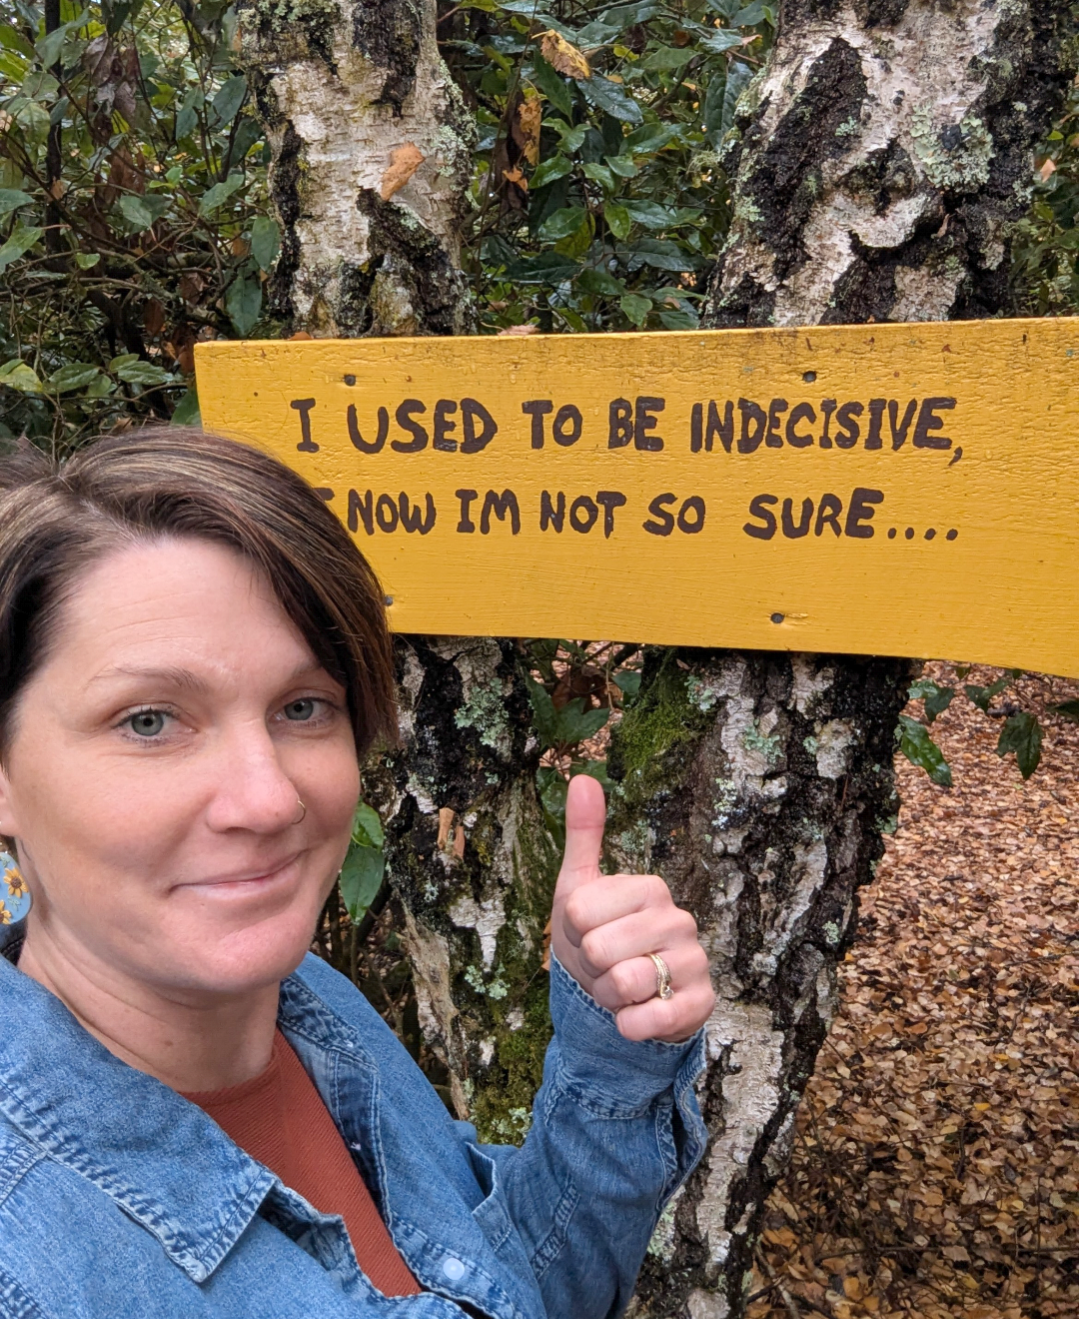 I USED TO BE INDECISIVE,
NOW IM NOT SO SURE....